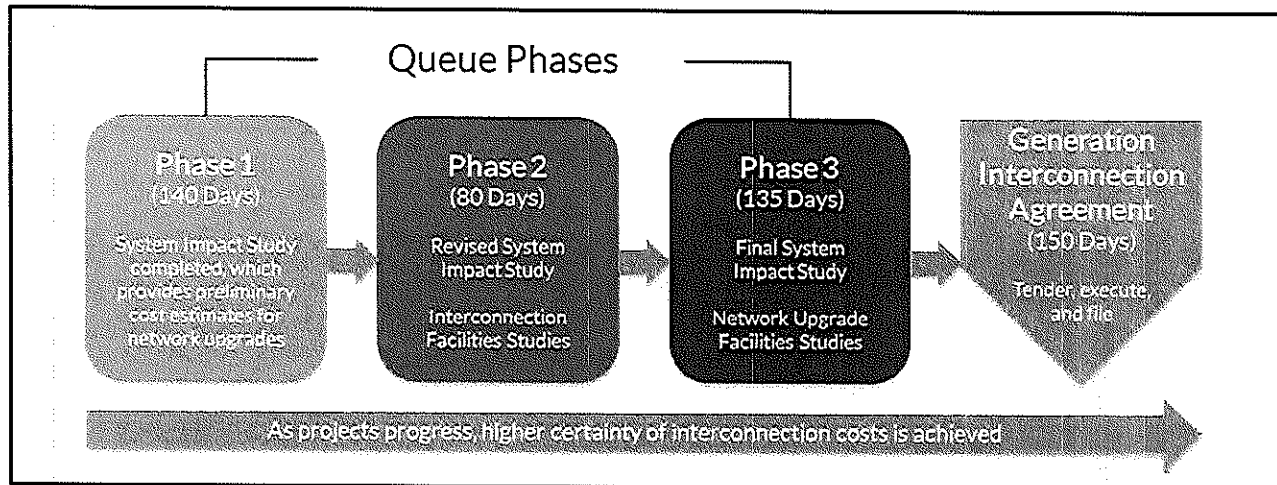 Queue Phases
Phase 1
(140 Days)
System Impact Study
completed, which
provides preliminary
cost estimates for
network upgrades
Phase 2
(80 Days)
Revised System
Impact Study
Interconnection
Facilities Studies
Phase 3
(135 Days)
Final System
Impact Study
Network Upgrade
Facilities Studies
Generation
Interconnection
Agreement
(150 Days)
Tender, execute,
and file
As projects progress, higher certainty of interconnection costs is achieved